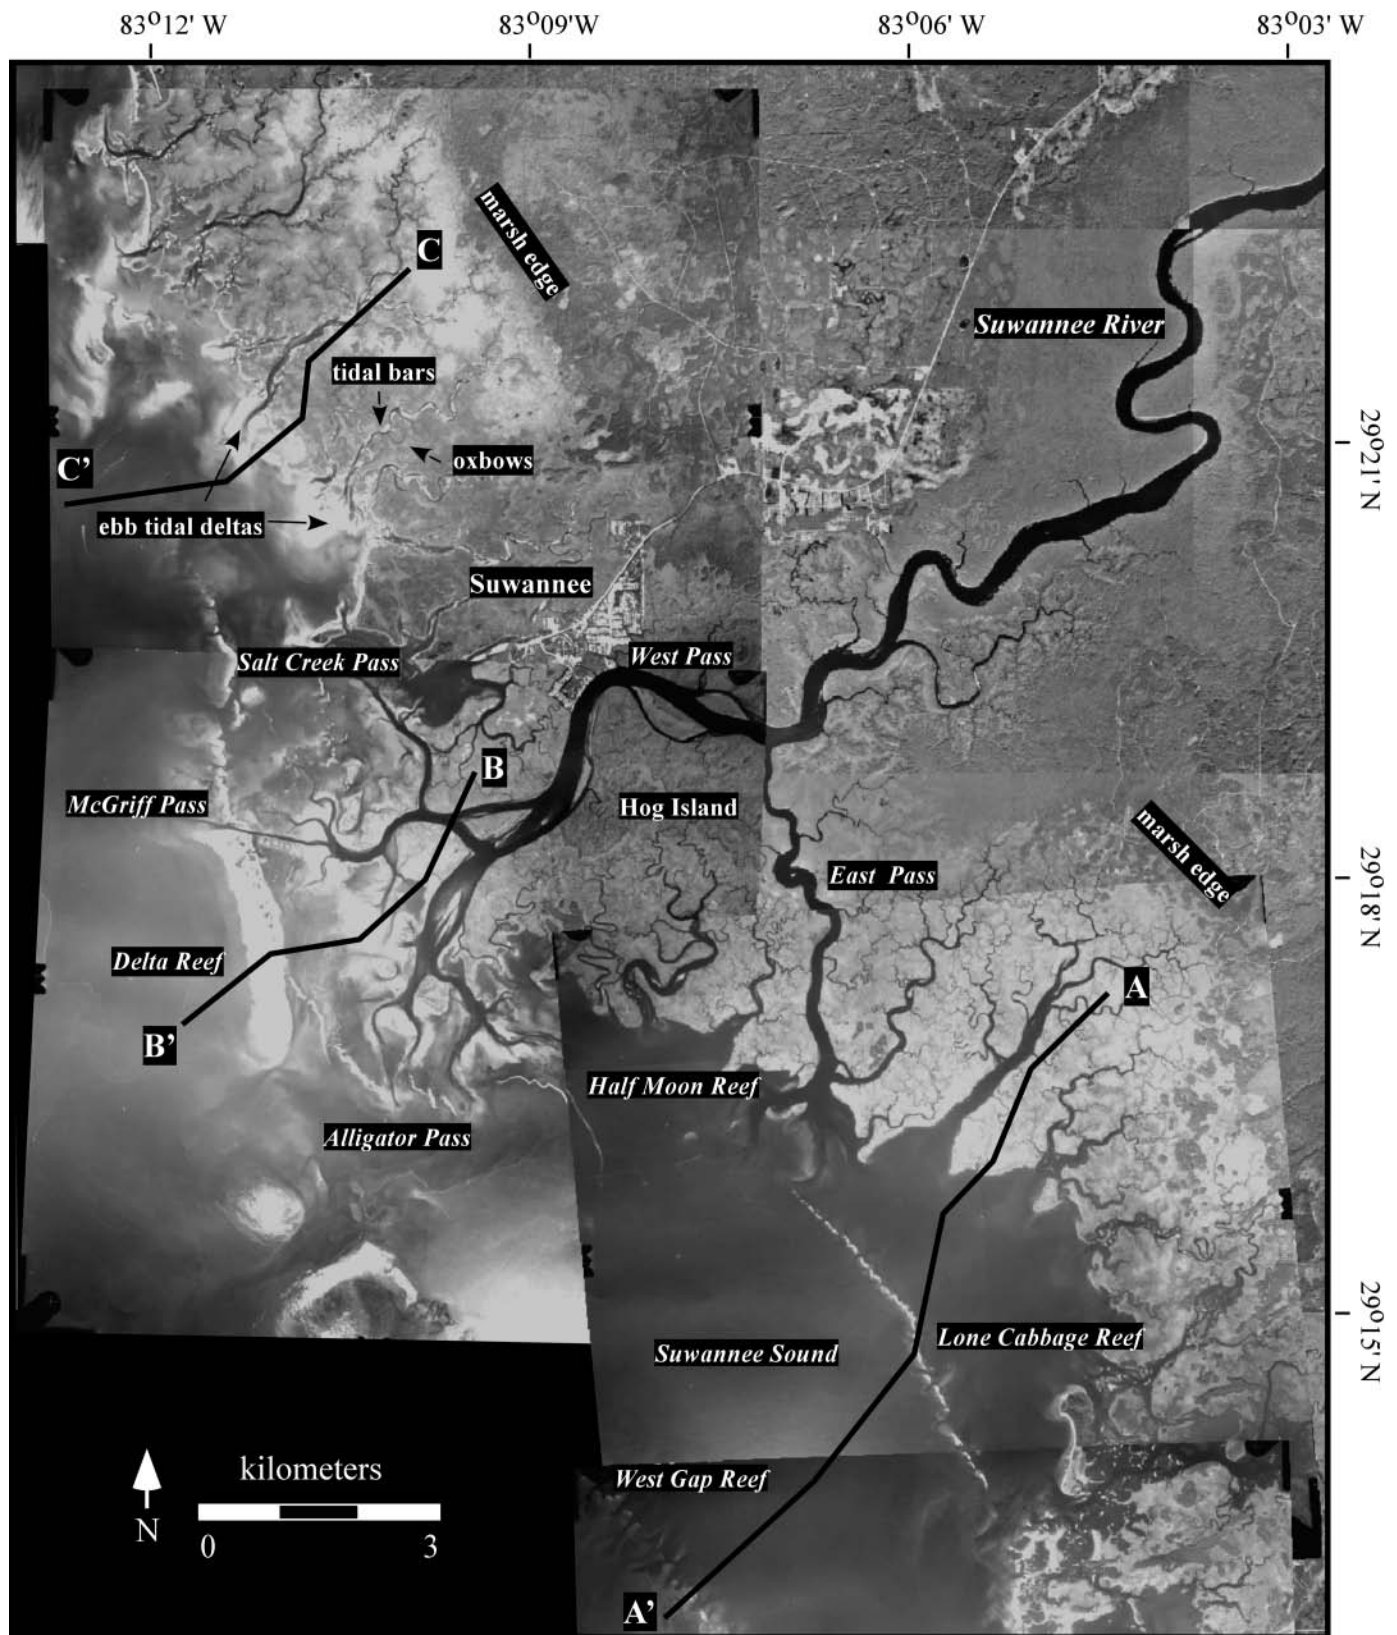 83°12' W
83°09'W
83°06' W
83°03' W
marsh edge
C
Suwannee River
tidal bars
29°21' N
C’
oxbows
ebb tidal deltas
Suwannee
Salt Creek Pass
West Pass
B
McGriff Pass
Hog Island
marsh edge
East Pass
29°18' N
Delta Reef
A
B’
Half Moon Reef
Alligator Pass
Lone Cabbage Reef
29°15' N
Suwannee Sound
kilometers
West Gap Reef
N
0
3
A’